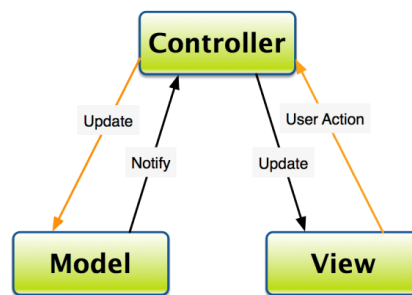 Controller
Update
User Action
Notify
Update
Model
View